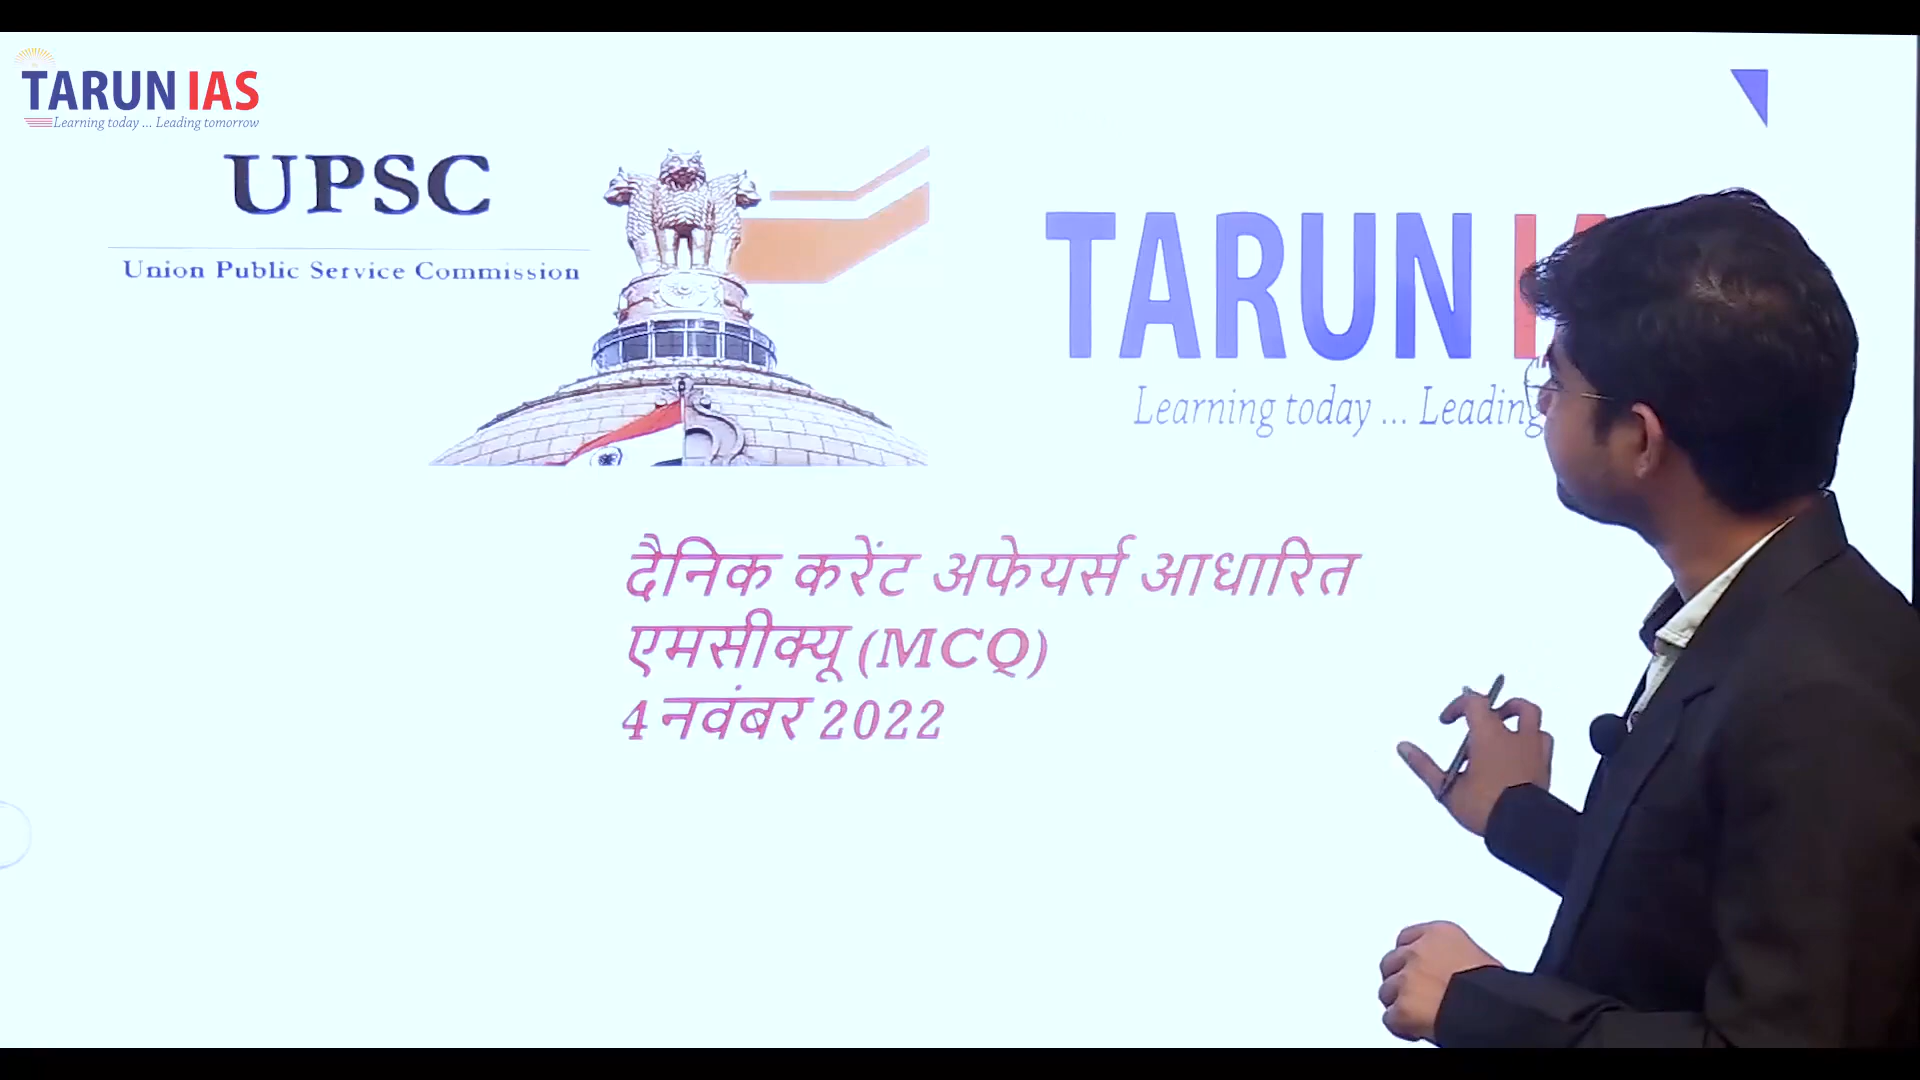 TARUN IAS
Learning today ... Leading tomorrow
UPSC
Union Public Service Commission
TARUN
Learning today ... Leading
दैनिक करेंट अफेयर्स आधारित
एमसीक्यू (MCQ)
4 नवंबर 2022